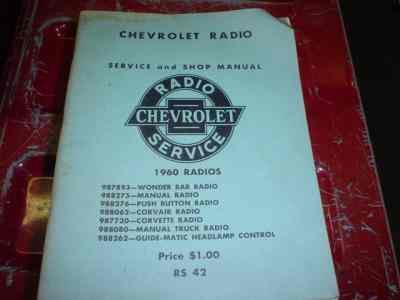 CHEVROLET RADIO
SERVICE and SHOP MANUAL
RADIO
CHEVROLET
SERVICE
1960 RADIOS
987893—WONDER BAR RADIO
988275—MANUAL RADIO
988276—PUSH BUTTON RADIO
988062—CORVAIR RADIO
987720—CORVETTE RADIO
988080—MANUAL TRUCK RADIO
988262—GUIDE-MATIC HEADLAMP CONTROL
Price $1.00
RS 42